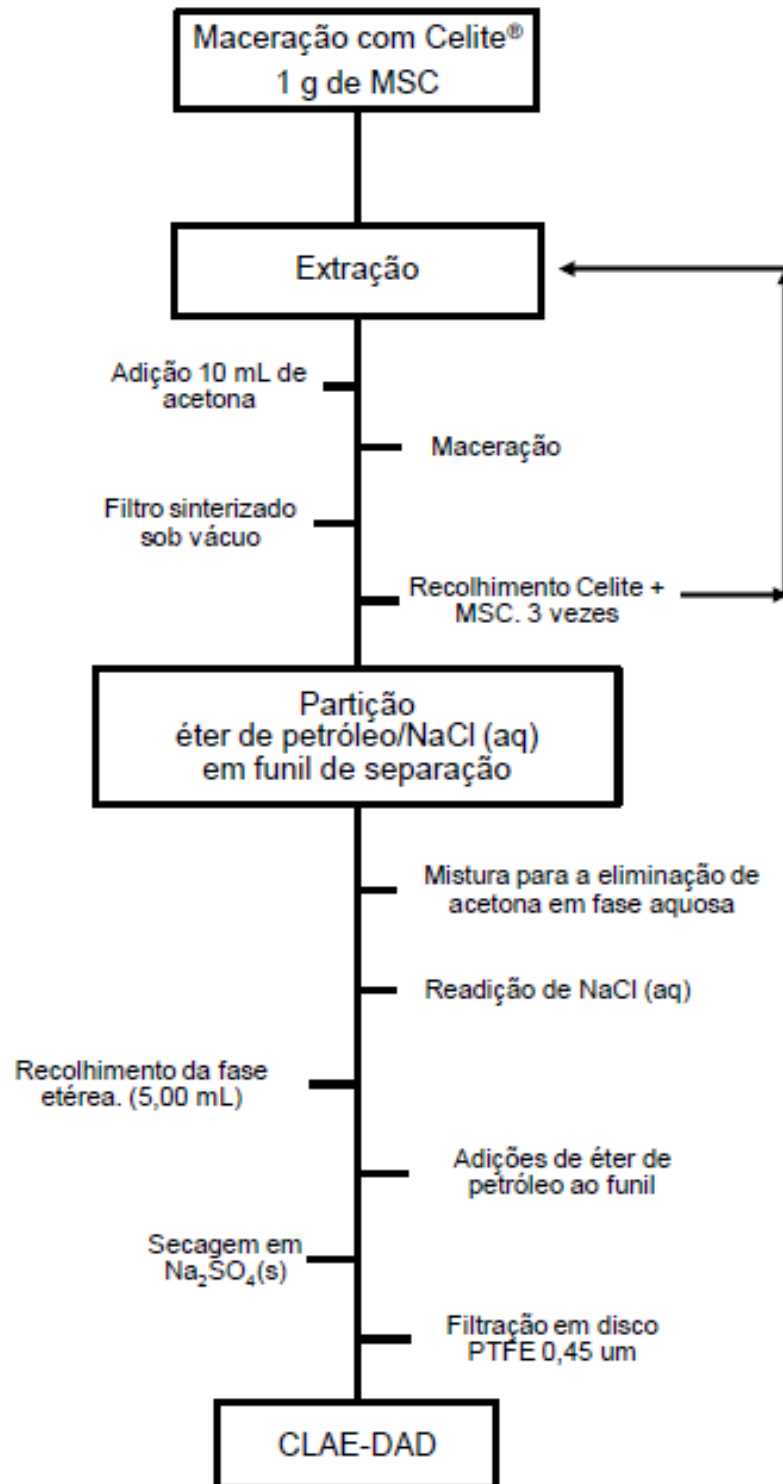 Maceração com Celite®
1 g de MSC
Extração
Adição 10 mL de
acetona
Maceração
Filtro sinterizado
sob vácuo
Recolhimento Celite +
MSC. 3 vezes
Partição
éter de petróleo/NaCl (aq)
em funil de separação
Mistura para a eliminação de
acetona em fase aquosa
Readição de NaCl (aq)
Recolhimento da fase
etérea. (5,00 mL)
Adições de éter de
petróleo ao funil
Secagem em
Na₂SO₄(s)
Filtração em disco
PTFE 0,45 um
CLAE-DAD